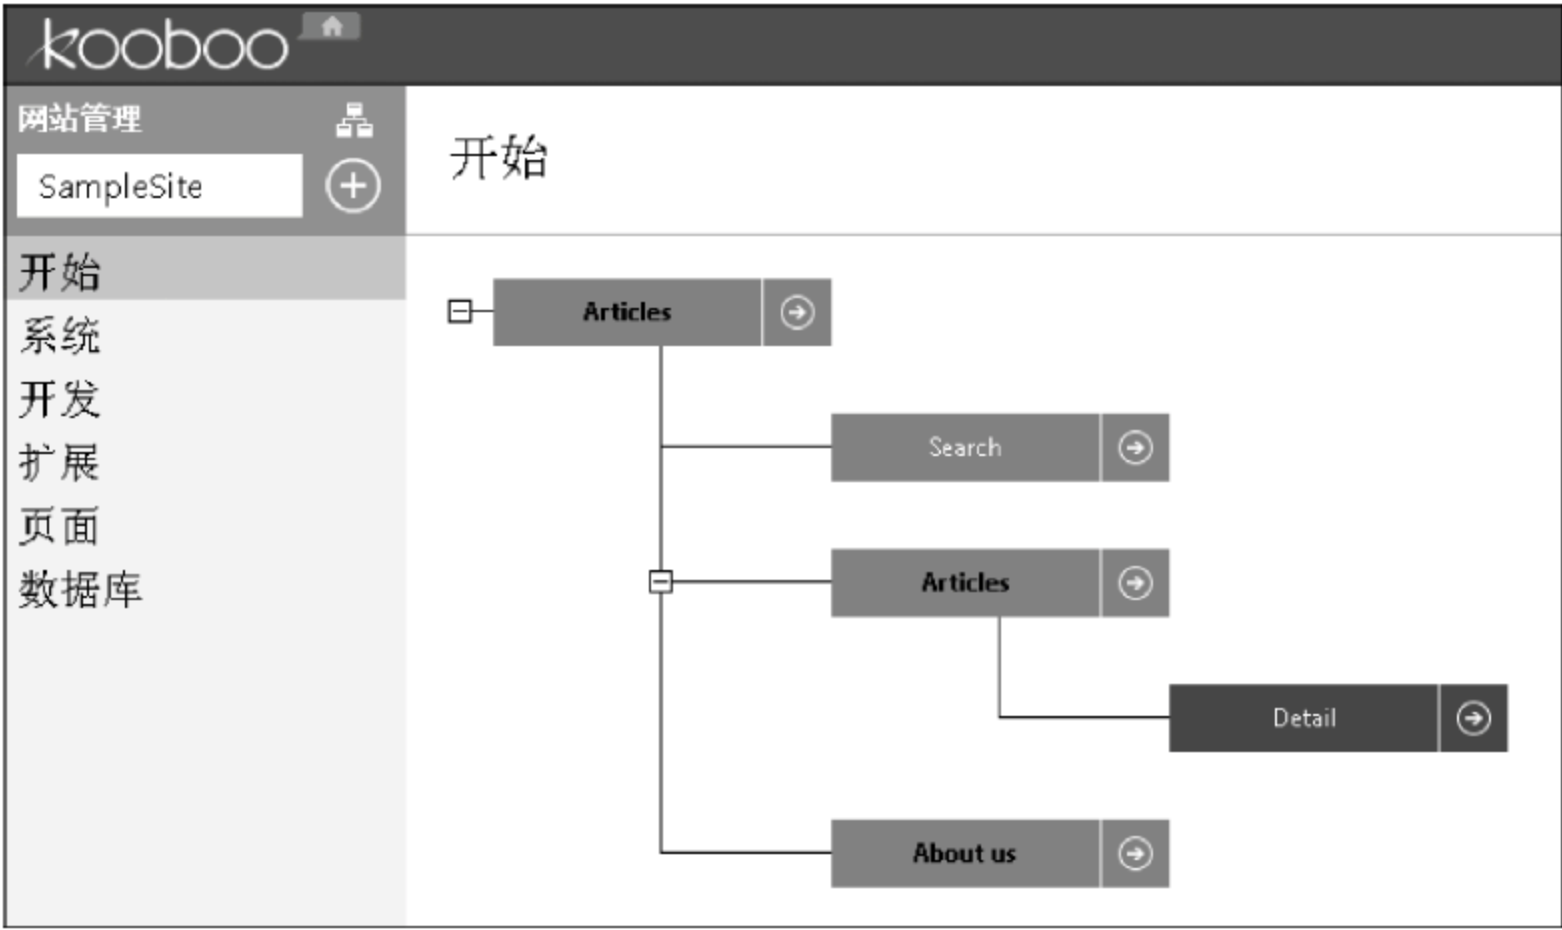 kooboo
网站管理
SampleSite
开始
系统
开发
扩展
页面
数据库
开始
Articles
Search
Articles
Detail
About us